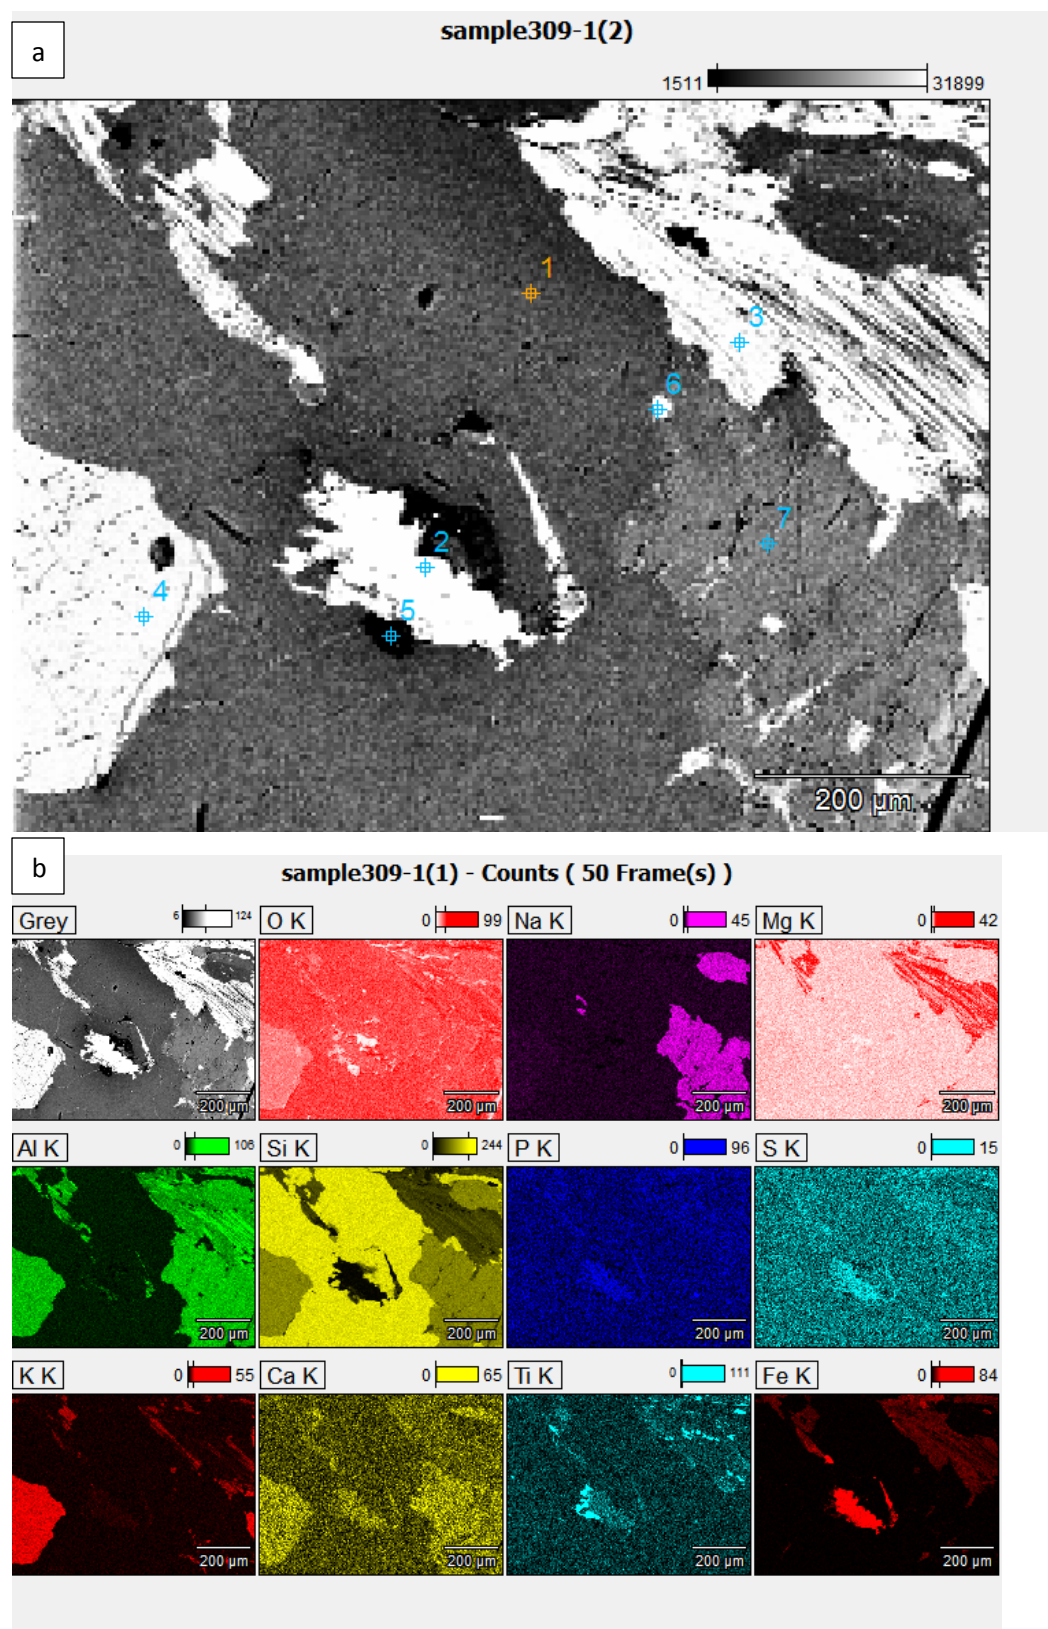 a
sample309-1(2)
1511 31899
1
3
6
7
2
4
5
200 µm
b
sample309-1(1) - Counts ( 50 Frame(s) )
Grey 6 124 O K 0 99 Na K 0 45 Mg K 0 42
200 µm 200 µm 200 µm 200 µm
Al K 0 106 Si K 0 244 P K 0 96 S K 0 15
200 µm 200 µm 200 µm 200 µm
K K 0 55 Ca K 0 65 Ti K 0 111 Fe K 0 84
200 µm 200 µm 200 µm 200 µm